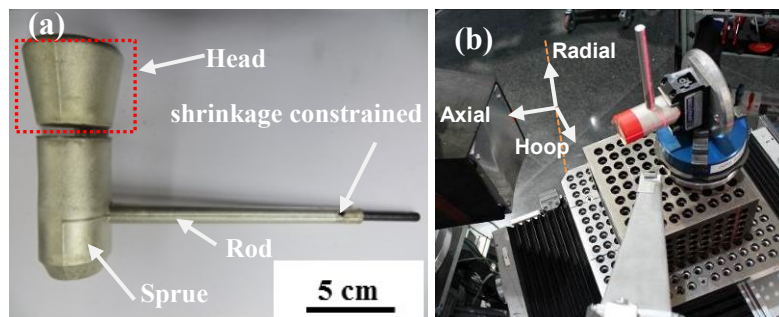 (a)
Head
shrinkage constrained
Rod
Sprue
5 cm
(b)
Radial
Axial
Hoop